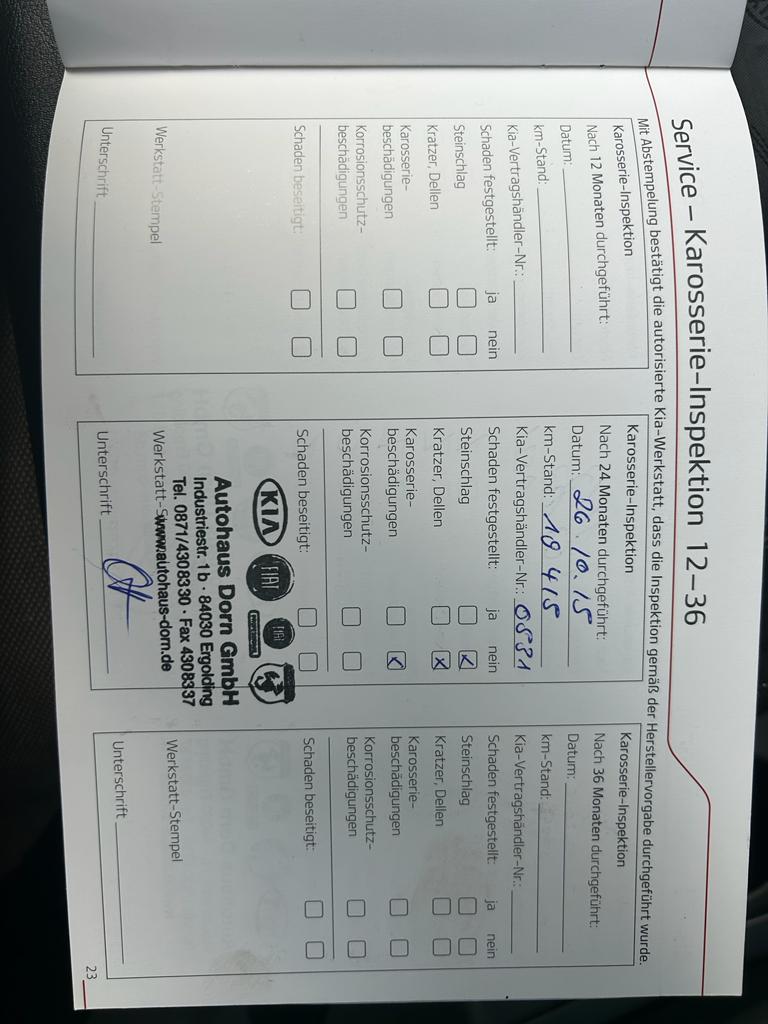 Service – Karosserie-Inspektion 12–36
Mit Abstempelung bestätigt die autorisierte Kia-Werkstatt, dass die Inspektion gemäß der Herstellervorgabe durchgeführt wurde.
Karosserie-Inspektion
Nach 12 Monaten durchgeführt:
Datum:
km-Stand:
Kia-Vertragshändler-Nr.:
Schaden festgestellt: ja nein
Steinschlag
Kratzer, Dellen
Karosserie-
beschädigungen
Korrosionsschutz-
beschädigungen
Schaden beseitigt:
Werkstatt-Stempel
Unterschrift
Karosserie-Inspektion
Nach 24 Monaten durchgeführt:
Datum: 26.10.15
km-Stand: 19 415
Kia-Vertragshändler-Nr.: 0531
Schaden festgestellt: ja nein
Steinschlag x
Kratzer, Dellen x
Karosserie-
beschädigungen x
Korrosionsschutz-
beschädigungen
Schaden beseitigt:
KIA FIAT FIAT
Autohaus Dorn GmbH
Industriestr. 1b · 84030 Ergolding
Tel. 0871/4308330 · Fax 4308337
Werkstatt-S
www.autohaus-dorn.de
Unterschrift
Karosserie-Inspektion
Nach 36 Monaten durchgeführt:
Datum:
km-Stand:
Kia-Vertragshändler-Nr.:
Schaden festgestellt: ja nein
Steinschlag
Kratzer, Dellen
Karosserie-
beschädigungen
Korrosionsschutz-
beschädigungen
Schaden beseitigt:
Werkstatt-Stempel
Unterschrift
23